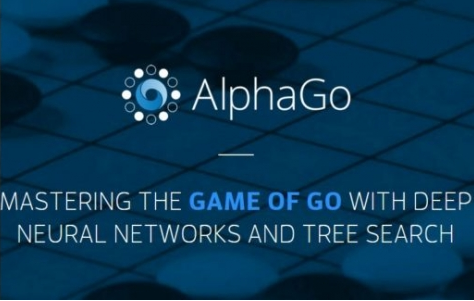 AlphaGo
MASTERING THE GAME OF GO WITH DEEP
NEURAL NETWORKS AND TREE SEARCH